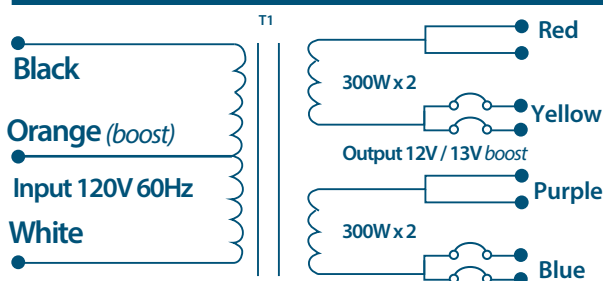 T1
Red
Black
300W x 2
Yellow
Orange (boost)
Output 12V / 13V boost
Input 120V 60Hz
Purple
White
300W x 2
Blue